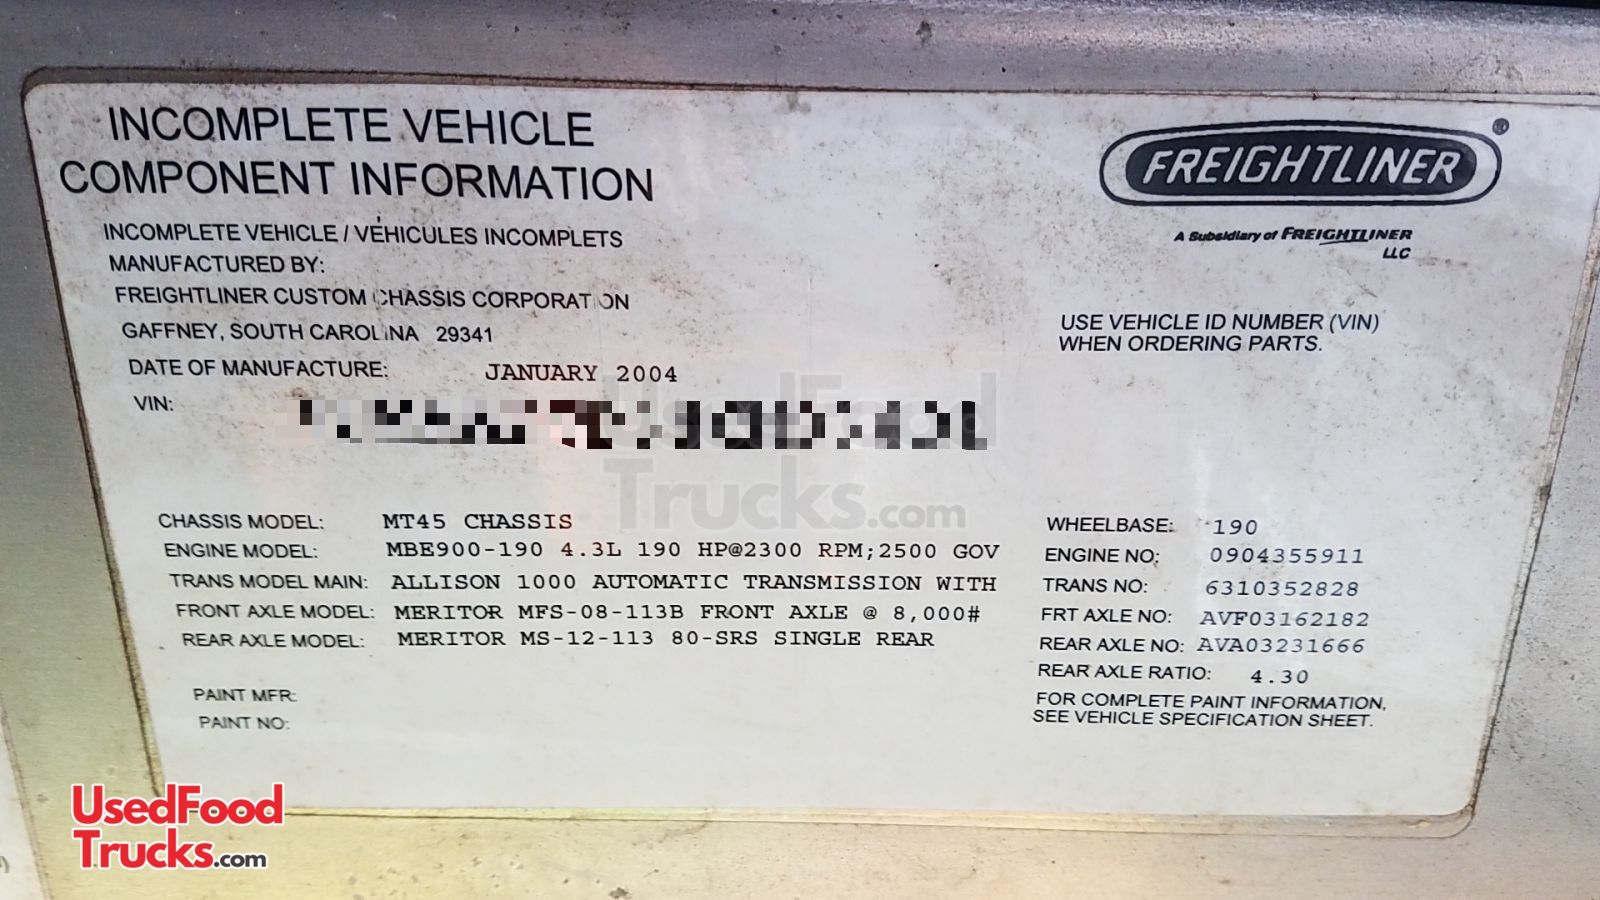 INCOMPLETE VEHICLE
COMPONENT INFORMATION
INCOMPLETE VEHICLE / VÉHICULES INCOMPLETS
MANUFACTURED BY:
FREIGHTLINER CUSTOM CHASSIS CORPORATION
GAFFNEY, SOUTH CAROLINA 29341
DATE OF MANUFACTURE: JANUARY 2004
VIN:
FREIGHTLINER®
A Subsidiary of FREIGHTLINER
LLC
USE VEHICLE ID NUMBER (VIN)
WHEN ORDERING PARTS.
UsedFood
Trucks.com
CHASSIS MODEL: MT45 CHASSIS
ENGINE MODEL: MBE900-190 4.3L 190 HP@2300 RPM;2500 GOV
TRANS MODEL MAIN: ALLISON 1000 AUTOMATIC TRANSMISSION WITH
FRONT AXLE MODEL: MERITOR MFS-08-113B FRONT AXLE @ 8,000#
REAR AXLE MODEL: MERITOR MS-12-113 80-SRS SINGLE REAR
PAINT MFR:
PAINT NO:
WHEELBASE: 190
ENGINE NO: 0904355911
TRANS NO: 6310352828
FRT AXLE NO: AVF03162182
REAR AXLE NO: AVA03231666
REAR AXLE RATIO: 4.30
FOR COMPLETE PAINT INFORMATION,
SEE VEHICLE SPECIFICATION SHEET.
UsedFood
Trucks.com